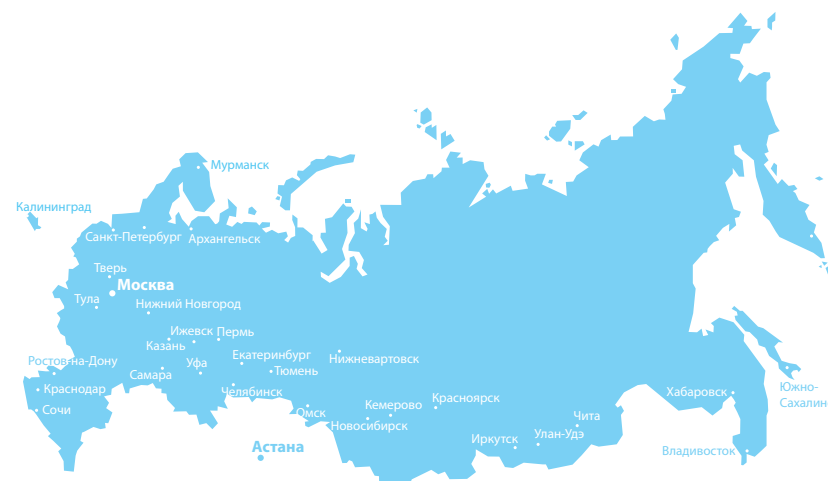 Мурманск
Калининград
Санкт-Петербург
Архангельск
Тверь
Москва
Тула
Нижний Новгород
Ижевск
Пермь
Казань
Екатеринбург
Нижневартовск
Ростов-на-Дону
Уфа
Тюмень
Самара
Краснодар
Челябинск
Хабаровск
Южно-
Сахалин
Красноярск
Кемерово
Сочи
Омск
Чита
Новосибирск
Улан-Удэ
Иркутск
Астана
Владивосток